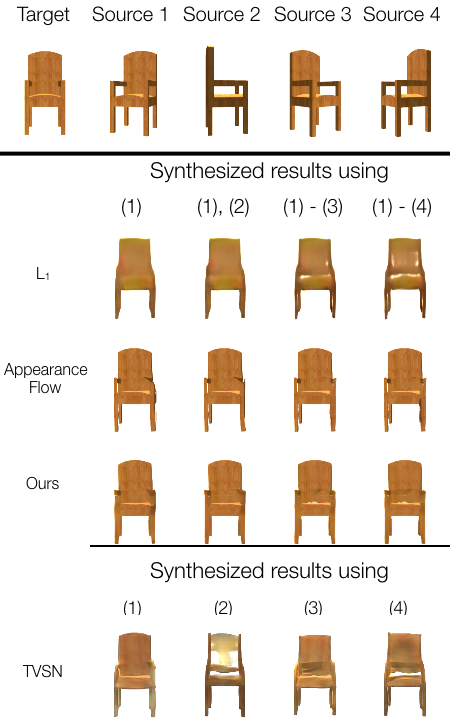 Target Source 1 Source 2 Source 3 Source 4
Synthesized results using
(1) (1), (2) (1) - (3) (1) - (4)
L₁
Appearance
Flow
Ours
Synthesized results using
(1) (2) (3) (4)
TVSN